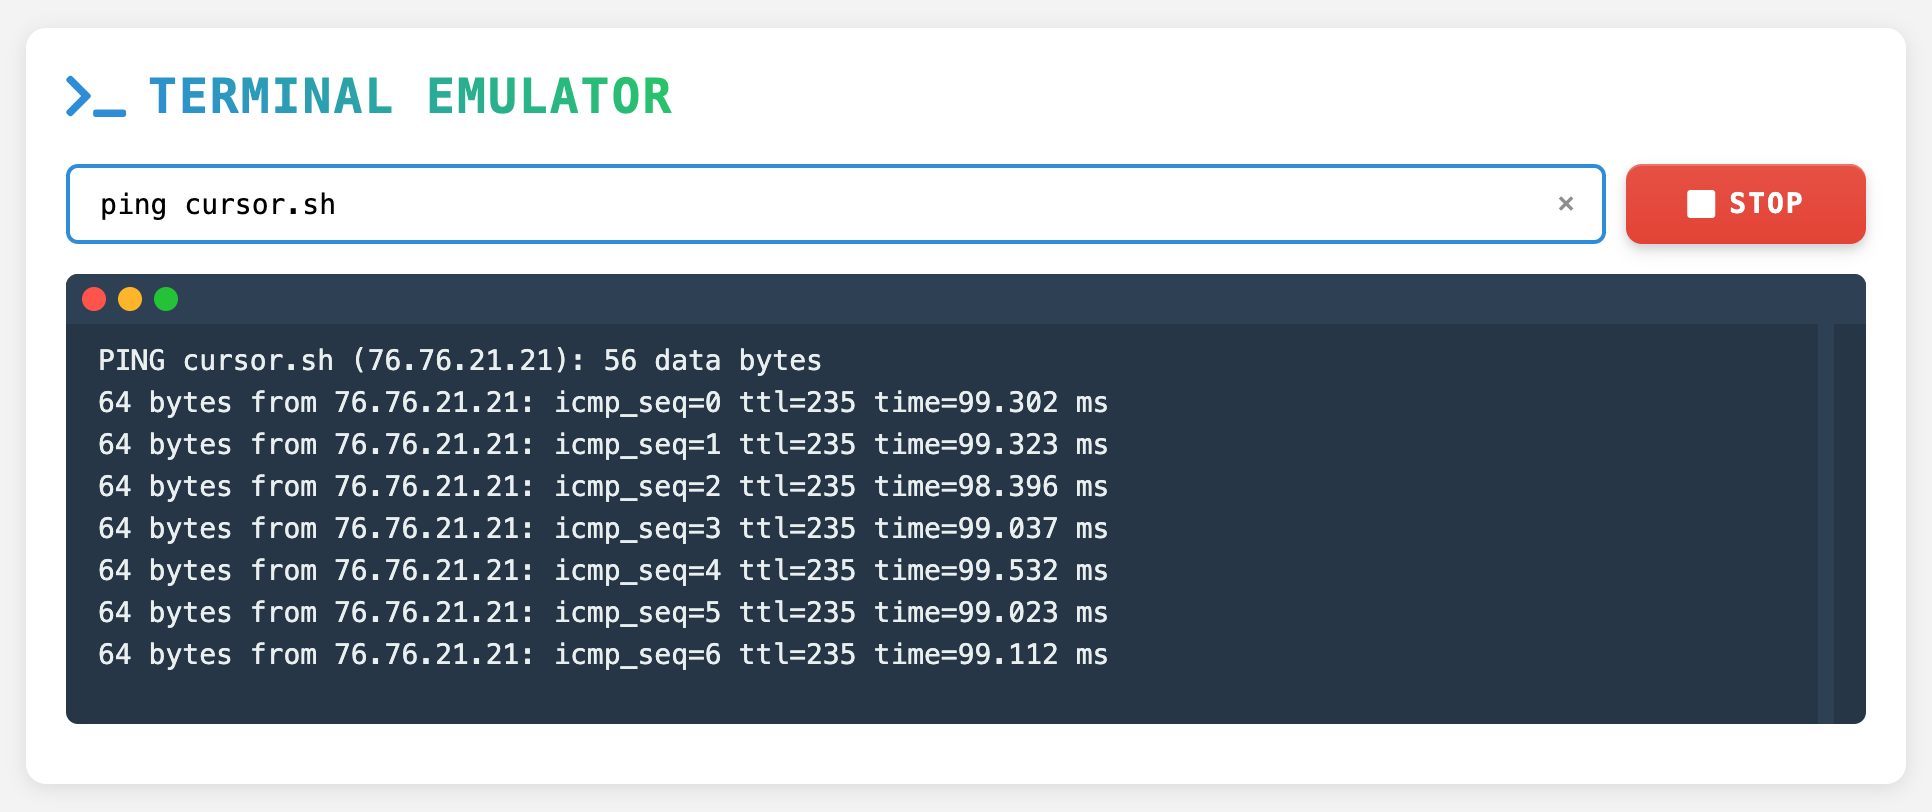 >_ TERMINAL EMULATOR
ping cursor.sh ×
STOP
PING cursor.sh (76.76.21.21): 56 data bytes
64 bytes from 76.76.21.21: icmp_seq=0 ttl=235 time=99.302 ms
64 bytes from 76.76.21.21: icmp_seq=1 ttl=235 time=99.323 ms
64 bytes from 76.76.21.21: icmp_seq=2 ttl=235 time=98.396 ms
64 bytes from 76.76.21.21: icmp_seq=3 ttl=235 time=99.037 ms
64 bytes from 76.76.21.21: icmp_seq=4 ttl=235 time=99.532 ms
64 bytes from 76.76.21.21: icmp_seq=5 ttl=235 time=99.023 ms
64 bytes from 76.76.21.21: icmp_seq=6 ttl=235 time=99.112 ms